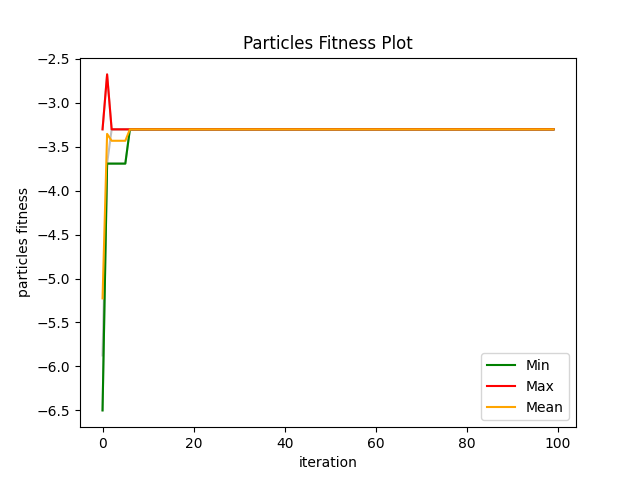 Particles Fitness Plot
−2.5
−3.0
−3.5
−4.0
−4.5
−5.0
−5.5
−6.0
−6.5
particles fitness
0 20 40 60 80 100
iteration
Min
Max
Mean